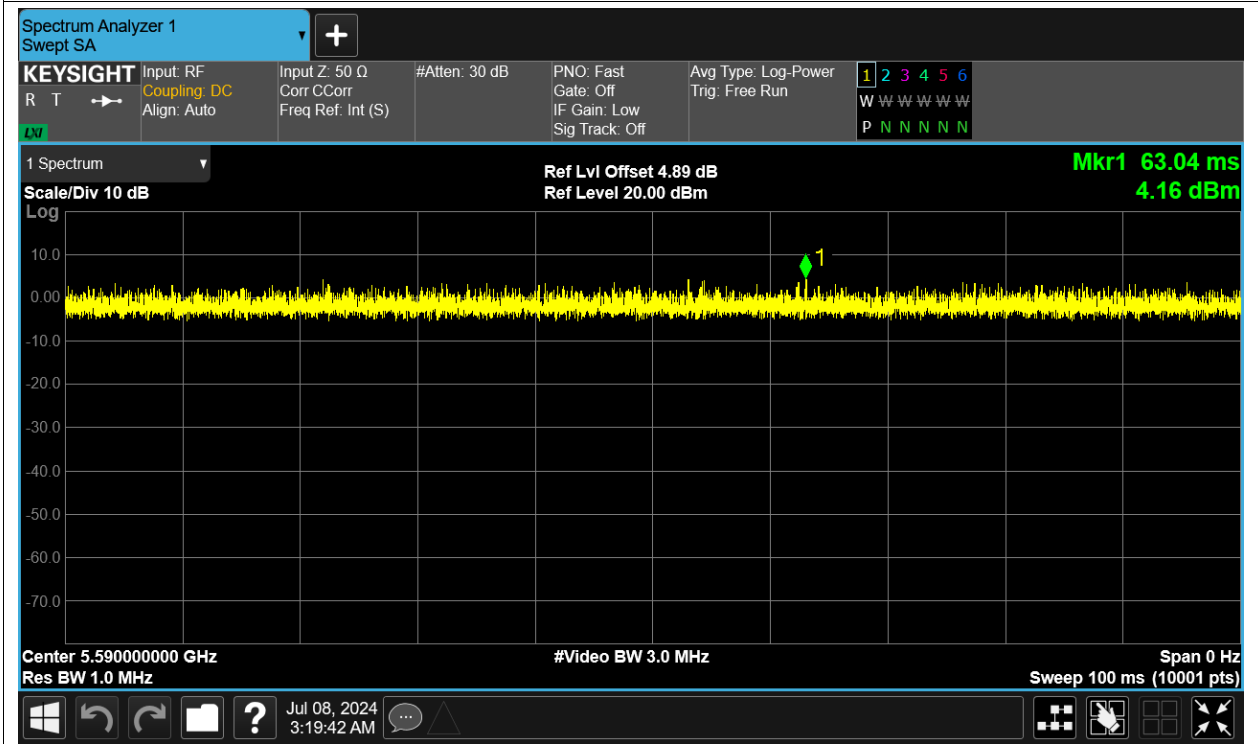 Spectrum Analyzer 1
Swept SA
KEYSIGHT
R T
LXI
Input: RF
Coupling: DC
Align: Auto
Input Z: 50 Ω
Corr CCorr
Freq Ref: Int (S)
#Atten: 30 dB
PNO: Fast
Gate: Off
IF Gain: Low
Sig Track: Off
Avg Type: Log-Power
Trig: Free Run
1 2 3 4 5 6
W W W W W W
P N N N N N
1 Spectrum
Scale/Div 10 dB
Log
Ref Lvl Offset 4.89 dB
Ref Level 20.00 dBm
Mkr1 63.04 ms
4.16 dBm
10.0
1
0.00
-10.0
-20.0
-30.0
-40.0
-50.0
-60.0
-70.0
Center 5.590000000 GHz
Res BW 1.0 MHz
#Video BW 3.0 MHz
Span 0 Hz
Sweep 100 ms (10001 pts)
?
Jul 08, 2024
3:19:42 AM